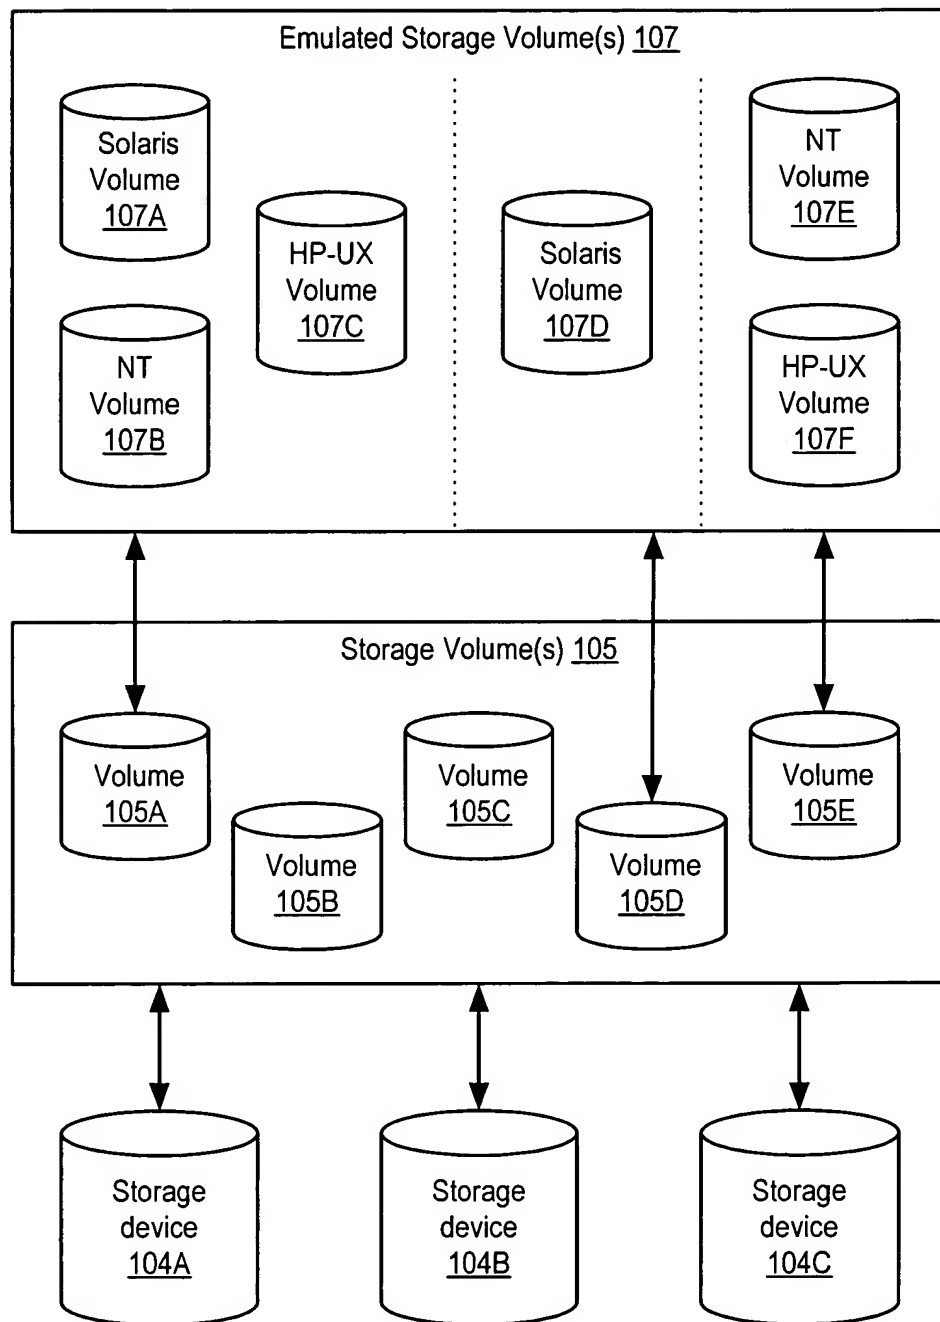 Emulated Storage Volume(s) 107
Solaris
Volume
107A
NT
Volume
107B
HP-UX
Volume
107C
Solaris
Volume
107D
NT
Volume
107E
HP-UX
Volume
107F
Storage Volume(s) 105
Volume
105A
Volume
105B
Volume
105C
Volume
105D
Volume
105E
Storage
device
104A
Storage
device
104B
Storage
device
104C